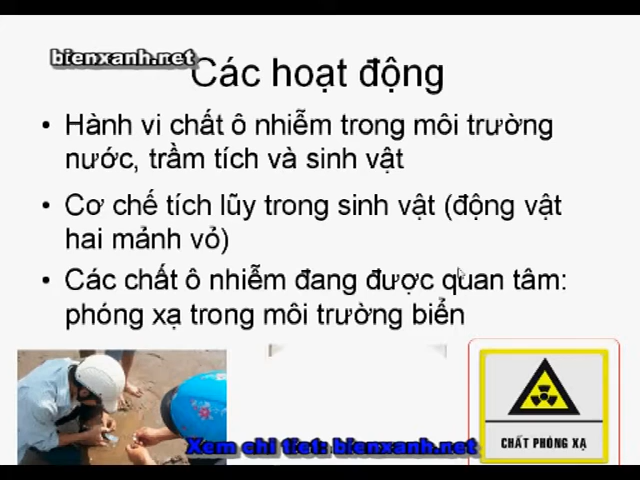 bienxanh.net
Các hoạt động
• Hành vi chất ô nhiễm trong môi trường
nước, trầm tích và sinh vật
• Cơ chế tích lũy trong sinh vật (động vật
hai mảnh vỏ)
• Các chất ô nhiễm đang được quan tâm:
phóng xạ trong môi trường biển
CHẤT PHÓNG XẠ
Xem chi tiet: bienxanh.net